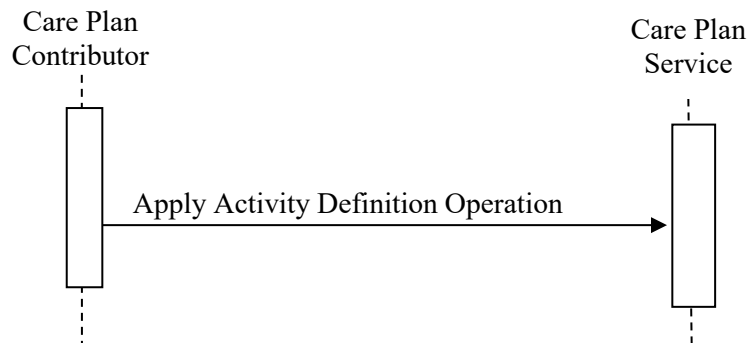 Care Plan
Contributor
Care Plan
Service
Apply Activity Definition Operation